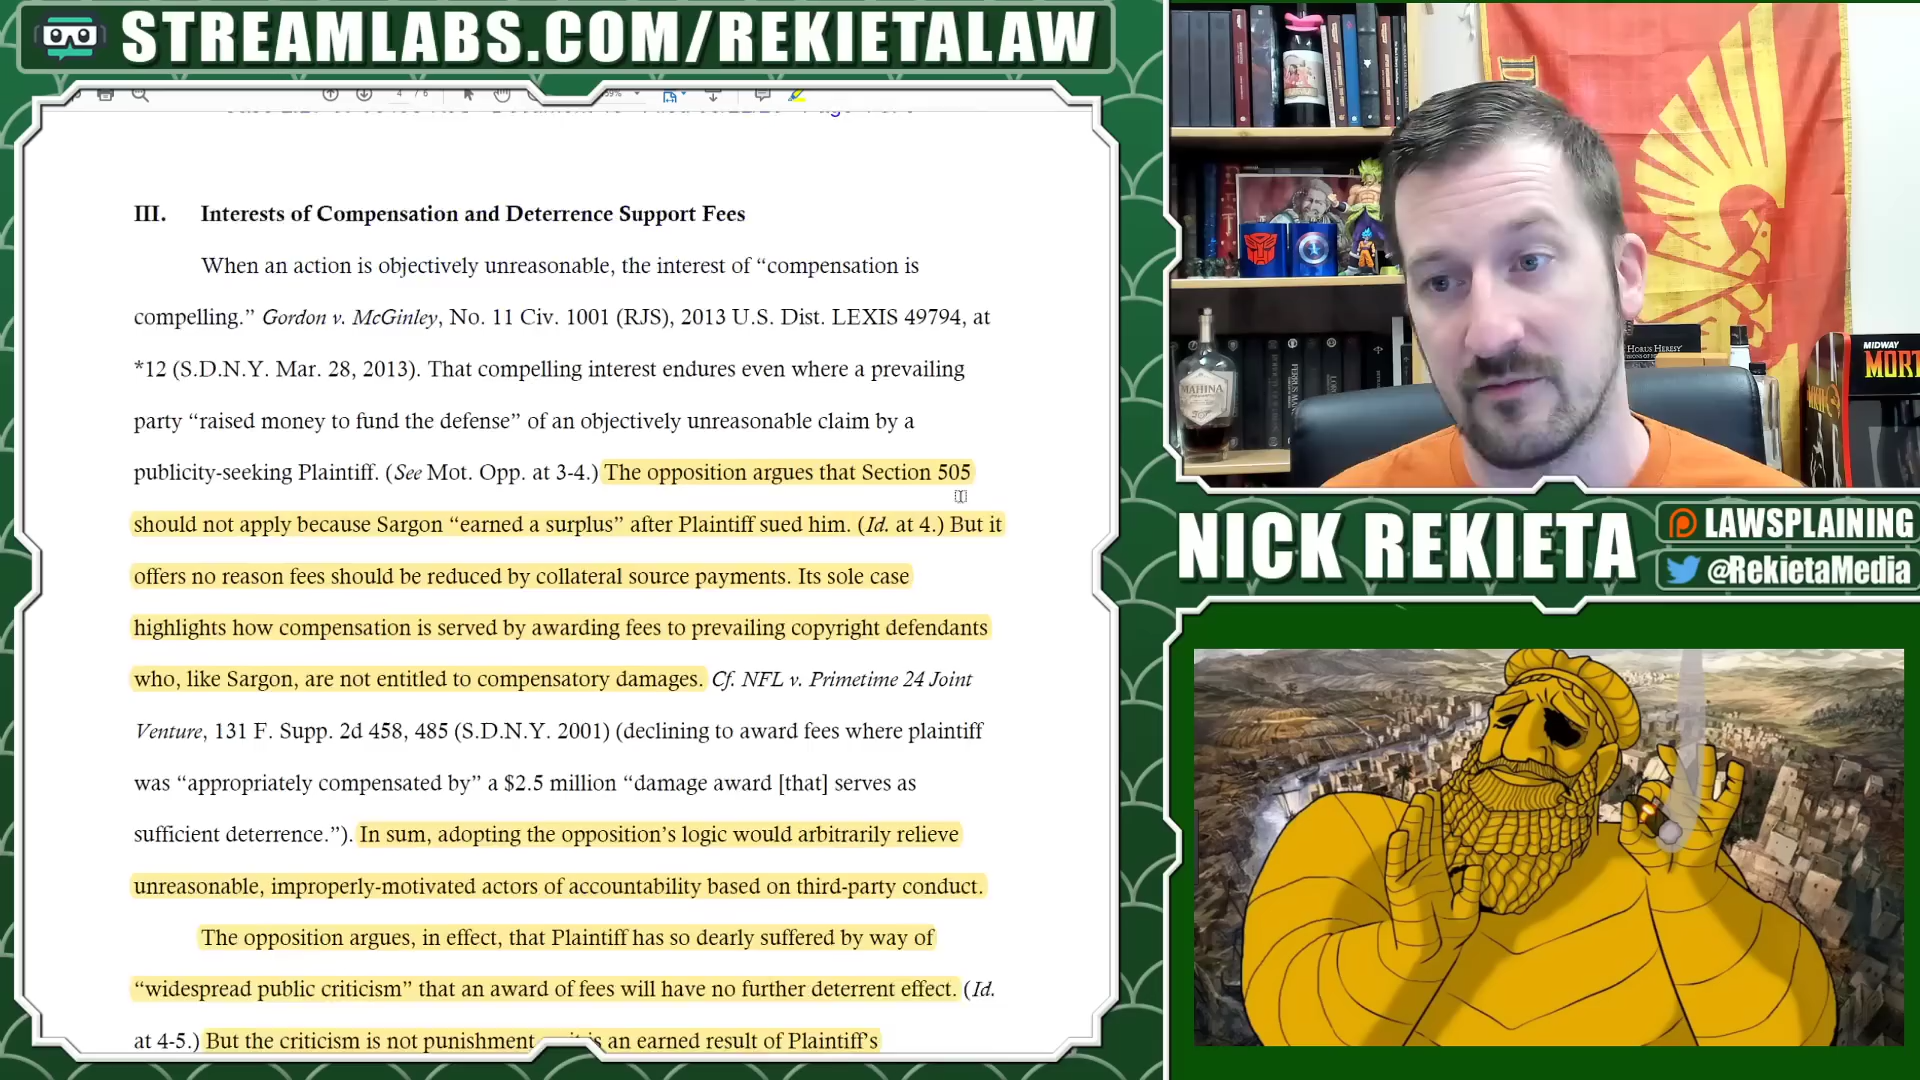 STREAMLABS.COM/REKIETALAW
4 / 6
III. Interests of Compensation and Deterrence Support Fees
When an action is objectively unreasonable, the interest of “compensation is
compelling.” Gordon v. McGinley, No. 11 Civ. 1001 (RJS), 2013 U.S. Dist. LEXIS 49794, at
*12 (S.D.N.Y. Mar. 28, 2013). That compelling interest endures even where a prevailing
party “raised money to fund the defense” of an objectively unreasonable claim by a
publicity-seeking Plaintiff. (See Mot. Opp. at 3-4.) The opposition argues that Section 505
should not apply because Sargon “earned a surplus” after Plaintiff sued him. (Id. at 4.) But it
offers no reason fees should be reduced by collateral source payments. Its sole case
highlights how compensation is served by awarding fees to prevailing copyright defendants
who, like Sargon, are not entitled to compensatory damages. Cf. NFL v. Primetime 24 Joint
Venture, 131 F. Supp. 2d 458, 485 (S.D.N.Y. 2001) (declining to award fees where plaintiff
was “appropriately compensated by” a $2.5 million “damage award [that] serves as
sufficient deterrence.”). In sum, adopting the opposition’s logic would arbitrarily relieve
unreasonable, improperly-motivated actors of accountability based on third-party conduct.
The opposition argues, in effect, that Plaintiff has so dearly suffered by way of
“widespread public criticism” that an award of fees will have no further deterrent effect. (Id.
at 4-5.) But the criticism is not punishment an earned result of Plaintiff’s
MAHINA
HORUS HERESY
MIDWAY
MORT
NICK REKIETA
LAWSPLAINING
@RekietaMedia